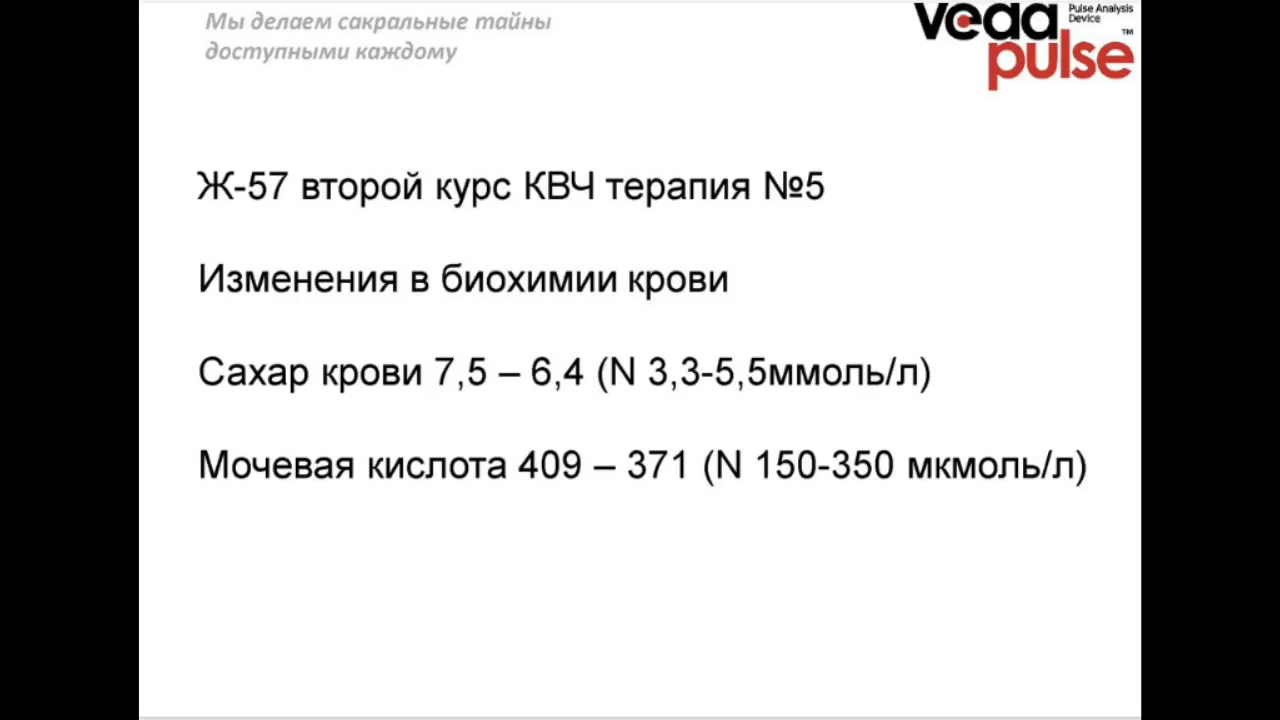 Мы делаем сакральные тайны
доступными каждому
veda
Pulse Analysis
Device
pulse
TM
Ж-57 второй курс КВЧ терапия №5
Изменения в биохимии крови
Сахар крови 7,5 – 6,4 (N 3,3-5,5ммоль/л)
Мочевая кислота 409 – 371 (N 150-350 мкмоль/л)